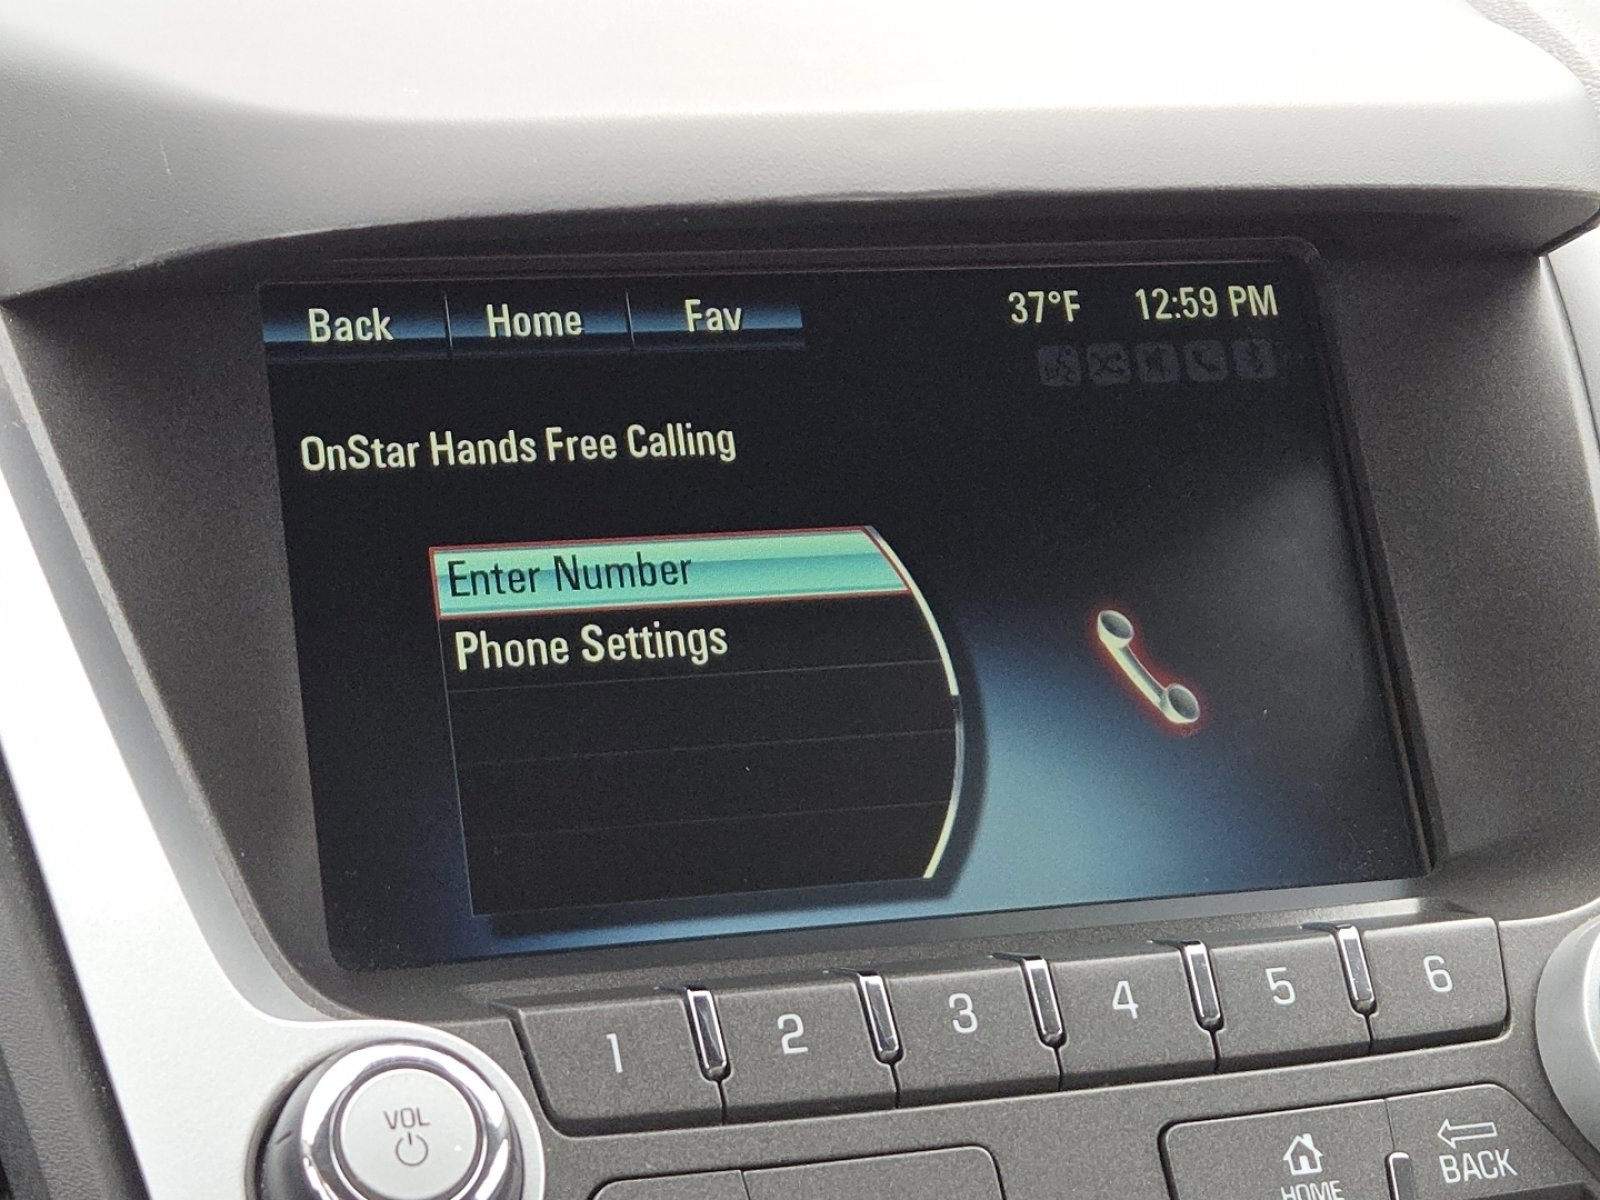 Back Home Fav 37°F 12:59 PM
OnStar Hands Free Calling
Enter Number
Phone Settings
1 2 3 4 5 6
VOL
HOME
BACK